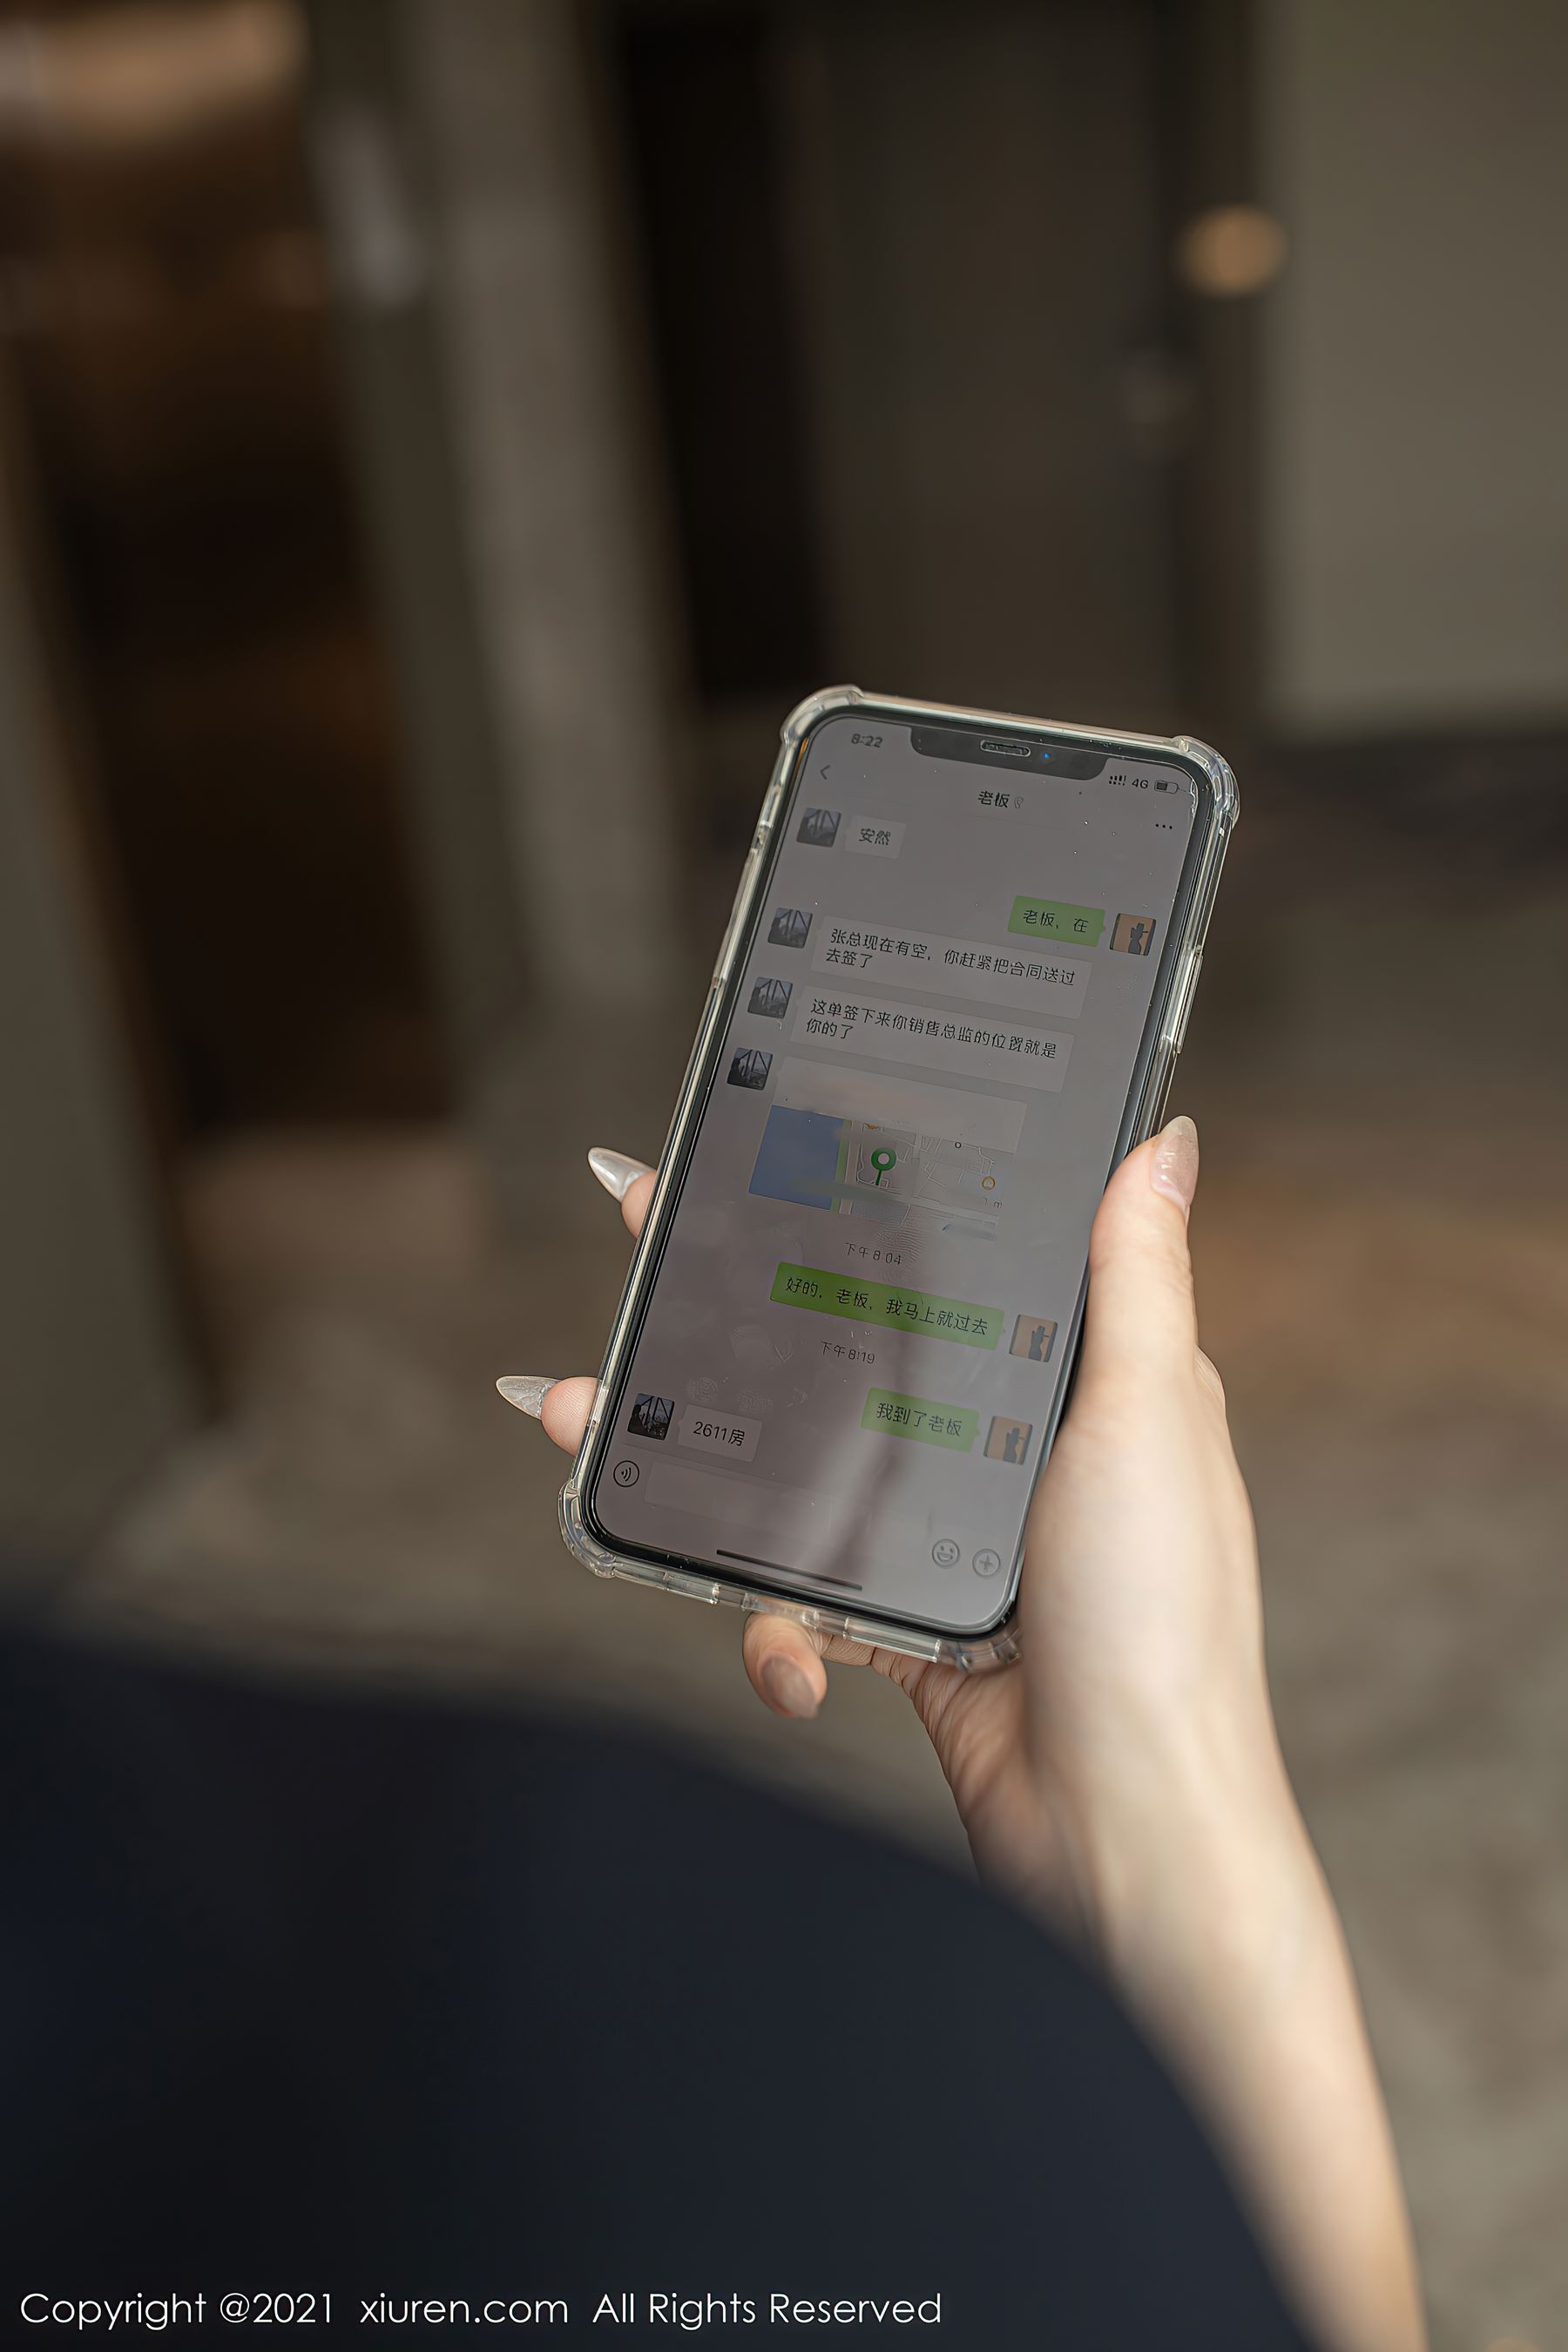 8:22
4G
老板
安然
老板，在
张总现在有空，你赶紧把合同送过
去签了
这单签下来你销售总监的位置就是
你的了
下午8:04
好的，老板，我马上就过去
下午8:19
我到了老板
2611房
Copyright @2021 xiuren.com All Rights Reserved